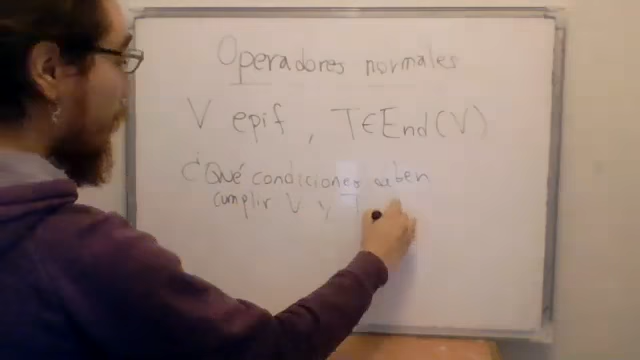 Operadores normales
V epif, T∈End(V)
¿Qué condiciones deben
cumplir V y T